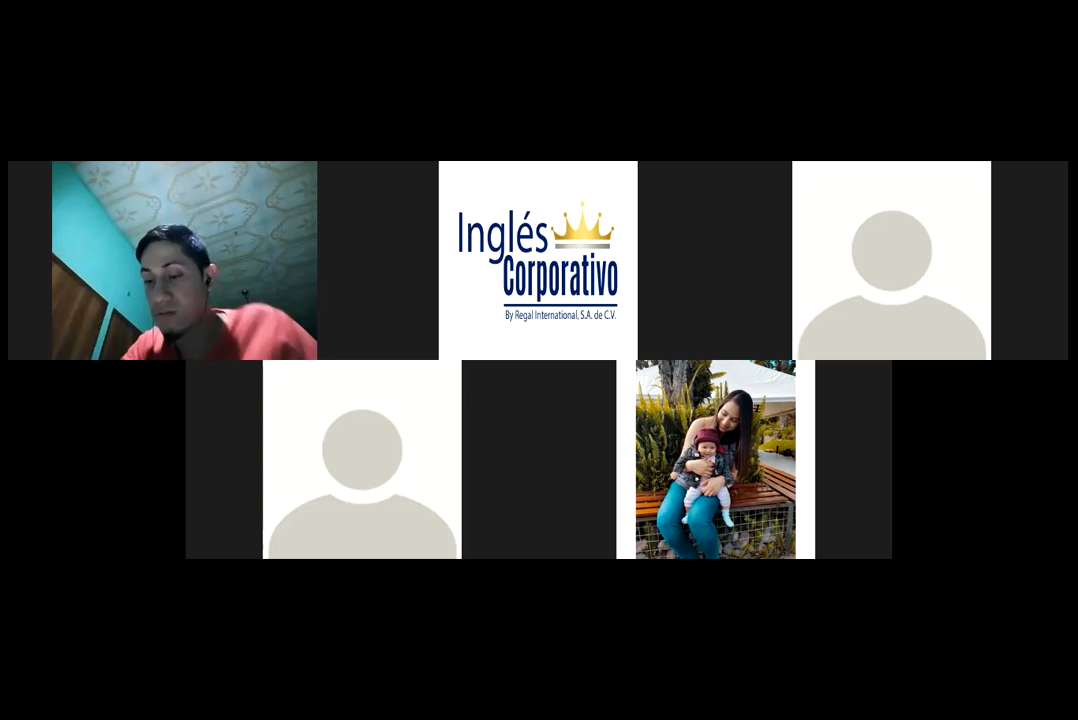 Inglés
Corporativo
By Regal International, S.A. de C.V.